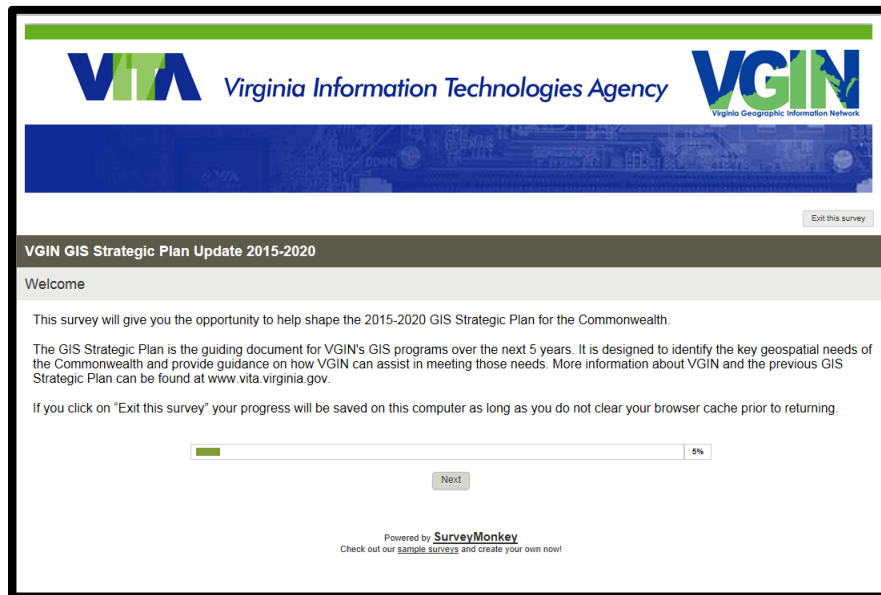 VITA Virginia Information Technologies Agency VGIN
Virginia Geographic Information Network
Exit this survey
VGIN GIS Strategic Plan Update 2015-2020
Welcome
This survey will give you the opportunity to help shape the 2015-2020 GIS Strategic Plan for the Commonwealth.
The GIS Strategic Plan is the guiding document for VGIN's GIS programs over the next 5 years. It is designed to identify the key geospatial needs of
the Commonwealth and provide guidance on how VGIN can assist in meeting those needs. More information about VGIN and the previous GIS
Strategic Plan can be found at www.vita.virginia.gov.
If you click on “Exit this survey” your progress will be saved on this computer as long as you do not clear your browser cache prior to returning.
5%
Next
Powered by SurveyMonkey
Check out our sample surveys and create your own now!